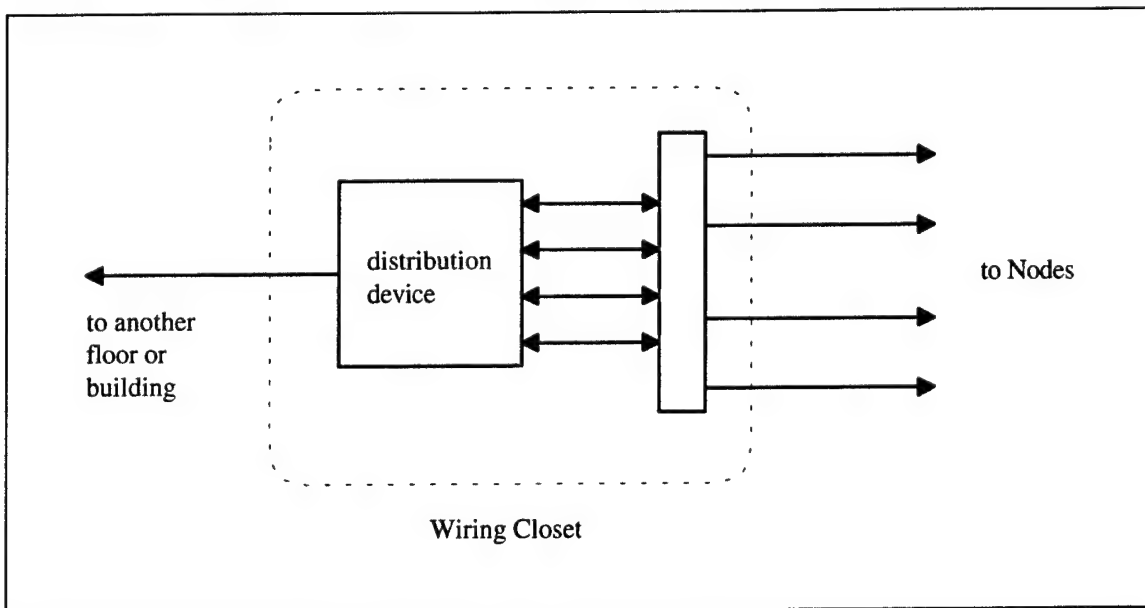 distribution
device
to Nodes
to another
floor or
building
Wiring Closet